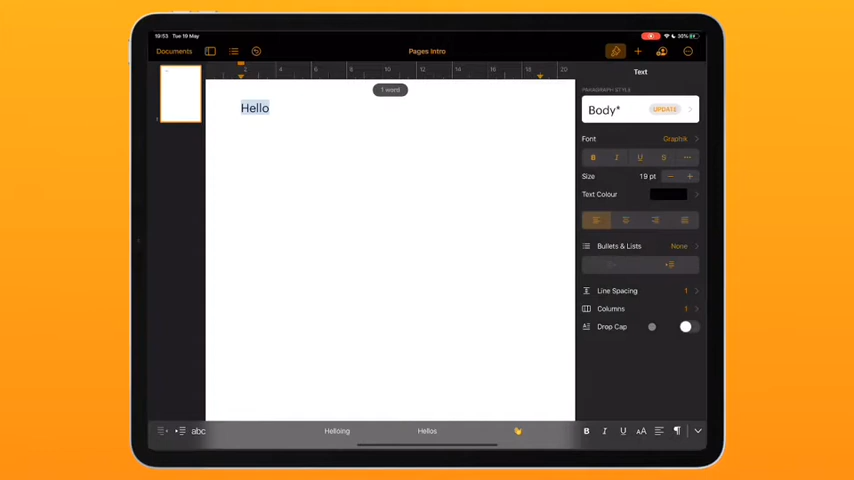 19:53 Tue 19 May 30%
Documents Pages Intro
Text
2 4 6 8 10 12 14 16 18 20
1 word
PARAGRAPH STYLE
Hello
Body* UPDATE
Font Graphik
B I U S
Size 19 pt
Text Colour
Bullets & Lists None
Line Spacing 1
Columns 1
Drop Cap
1
abc Helloing Hellos B I U AA